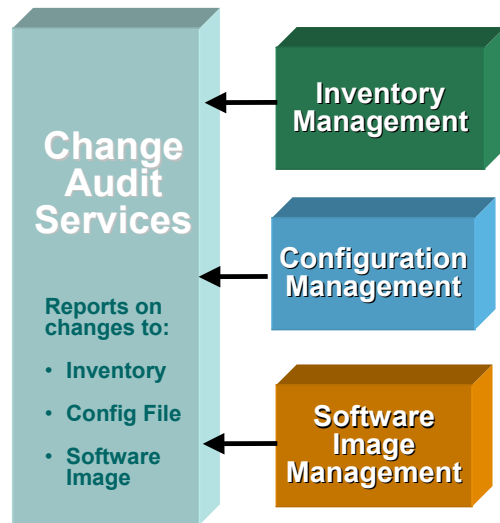 Change
Audit
Services
Reports on
changes to:
• Inventory
• Config File
• Software
Image
Inventory
Management
Configuration
Management
Software
Image
Management